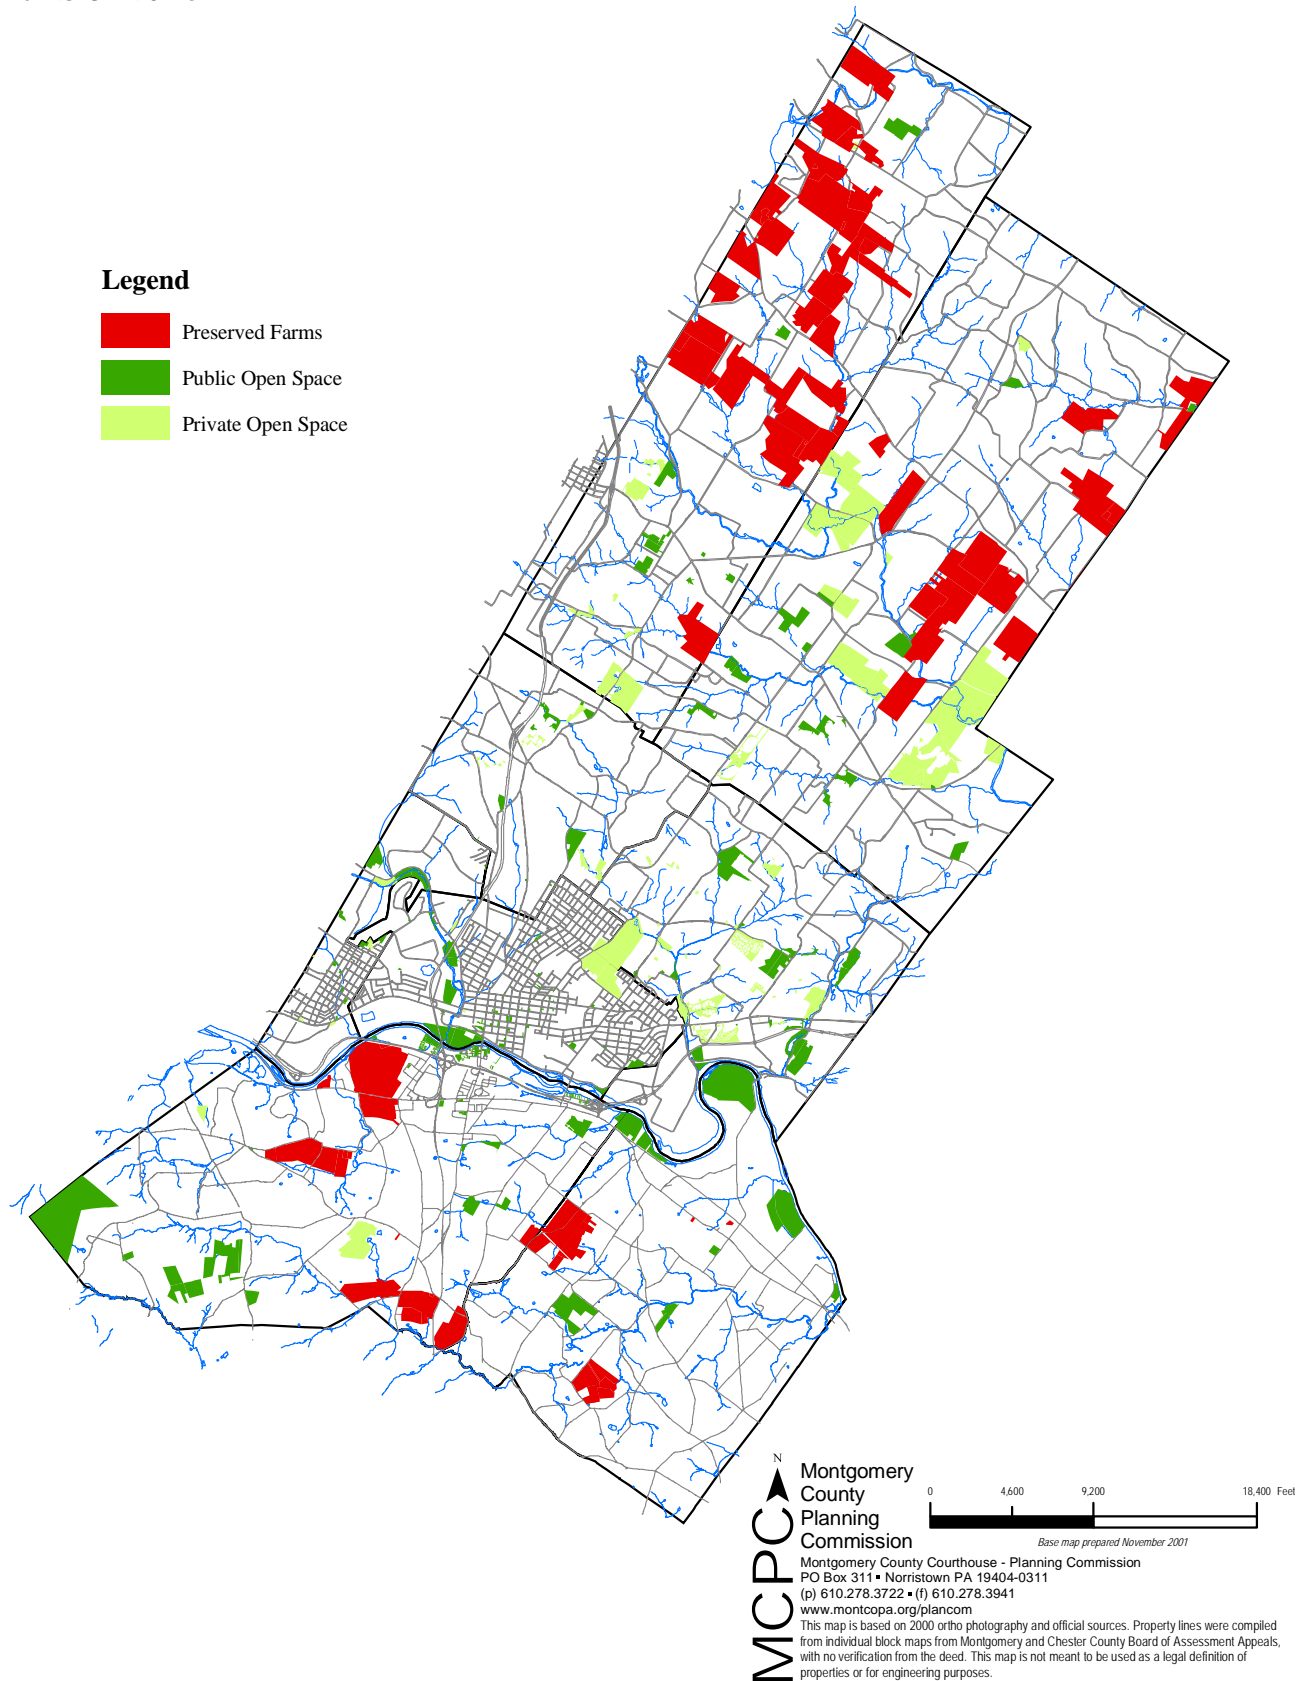 Legend
Preserved Farms
Public Open Space
Private Open Space
N
MCPC
Montgomery
County
Planning
Commission
0 4,600 9,200 18,400 Feet
Base map prepared November 2001
Montgomery County Courthouse - Planning Commission
PO Box 311 ▪ Norristown PA 19404-0311
(p) 610.278.3722 ▪ (f) 610.278.3941
www.montcopa.org/plancom
This map is based on 2000 ortho photography and official sources. Property lines were compiled
from individual block maps from Montgomery and Chester County Board of Assessment Appeals,
with no verification from the deed. This map is not meant to be used as a legal definition of
properties or for engineering purposes.